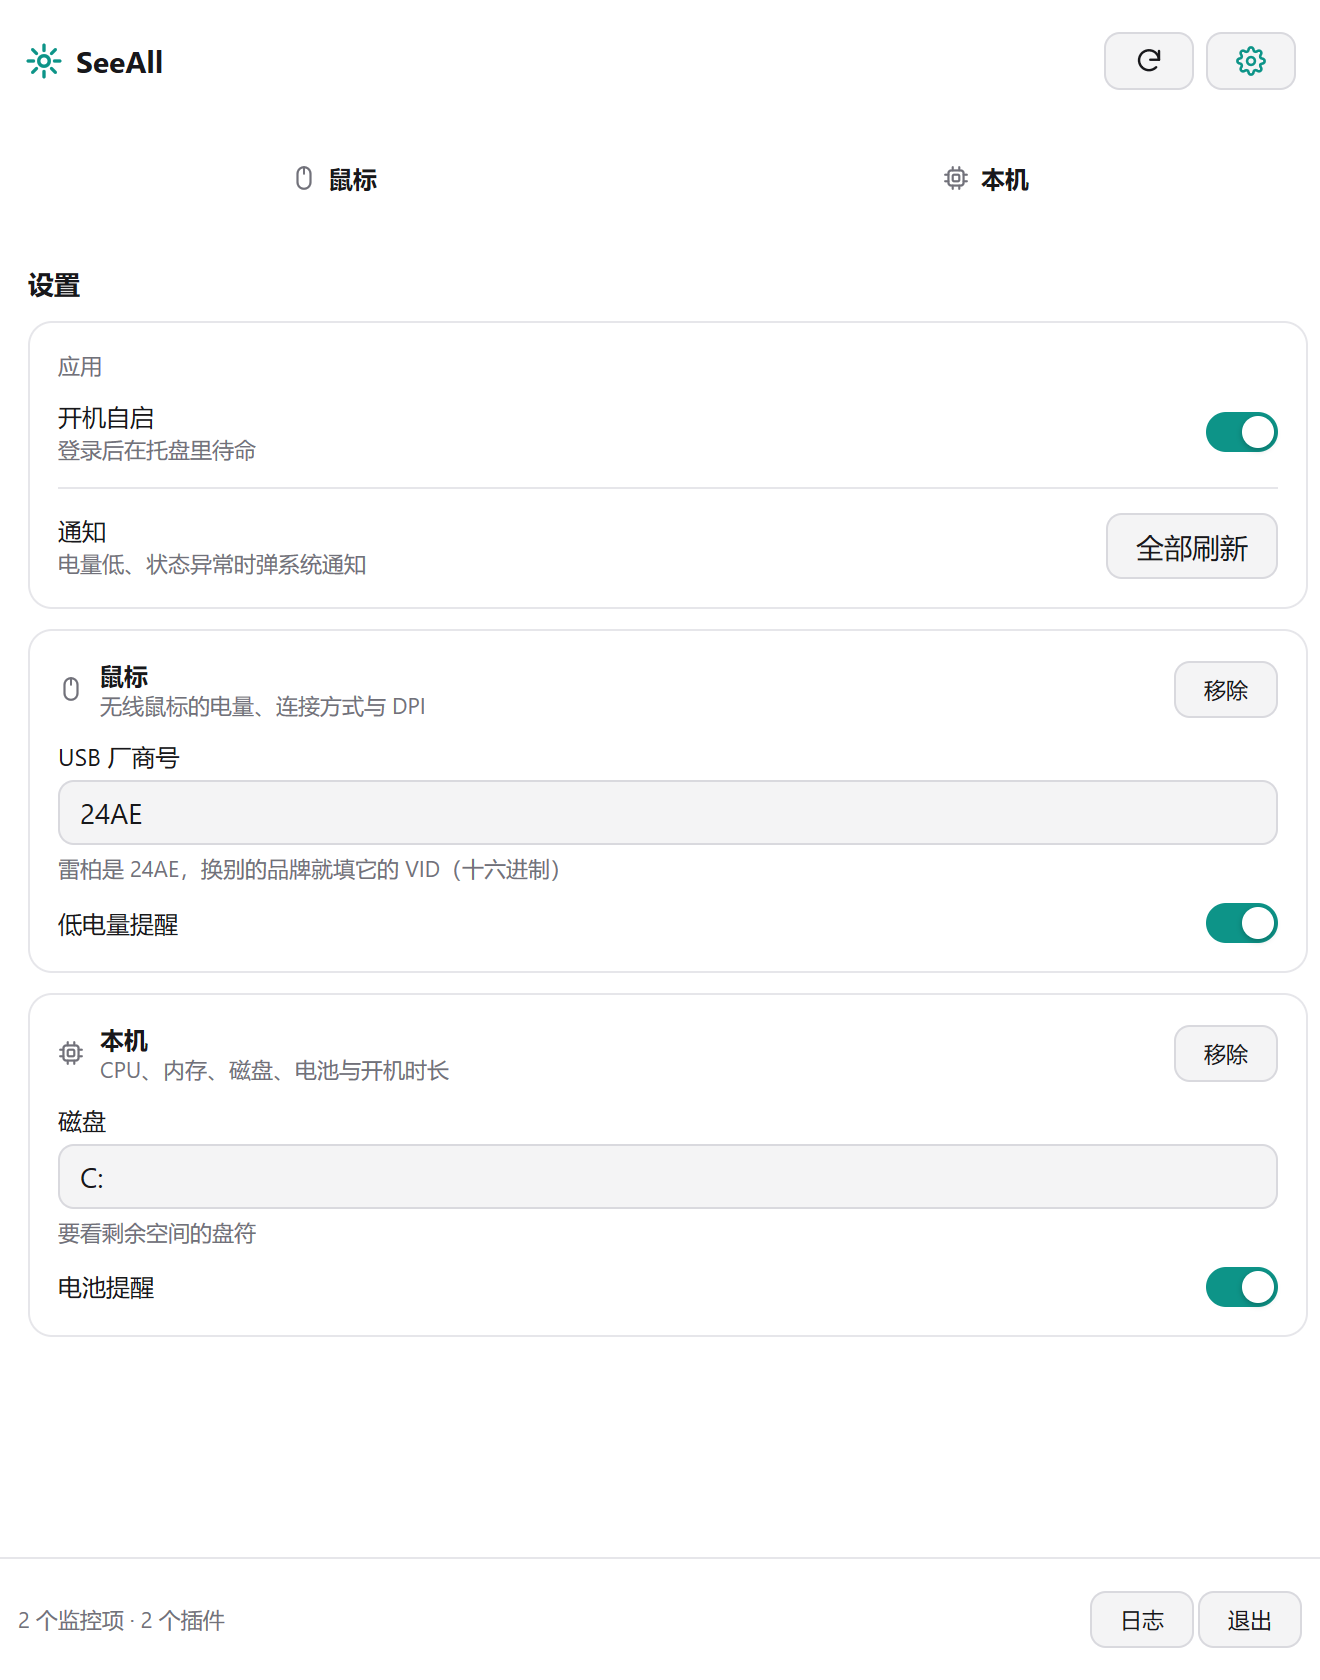 SeeAll
鼠标
本机
设置
应用
开机自启
登录后在托盘里待命
通知
电量低、状态异常时弹系统通知
全部刷新
鼠标
无线鼠标的电量、连接方式与 DPI
移除
USB 厂商号
24AE
雷柏是 24AE，换别的品牌就填它的 VID（十六进制）
低电量提醒
本机
CPU、内存、磁盘、电池与开机时长
移除
磁盘
C:
要看剩余空间的盘符
电池提醒
2 个监控项 · 2 个插件
日志
退出